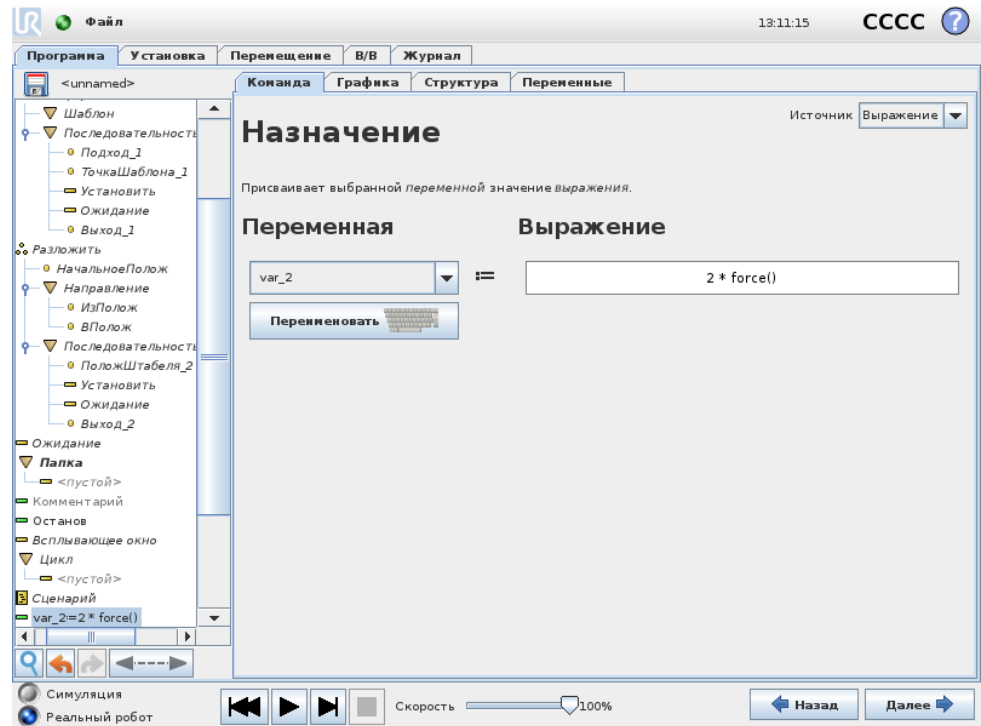 UR Файл 13:11:15 CCCC ?
Программа Установка Перемещение В/В Журнал
<unnamed>
Команда Графика Структура Переменные
Шаблон
Последовательность
Подход_1
ТочкаШаблона_1
Установить
Ожидание
Выход_1
Разложить
НачальноеПолож
Направление
ИзПолож
ВПолож
Последовательность
ПоложШтабеля_2
Установить
Ожидание
Выход_2
Ожидание
Папка
<пустой>
Комментарий
Останов
Всплывающее окно
Цикл
<пустой>
Сценарий
var_2:=2 * force()
Источник Выражение
Назначение
Присваивает выбранной переменной значение выражения.
Переменная Выражение
var_2 := 2 * force()
Переименовать
Симуляция
Реальный робот
Скорость 100%
Назад Далее